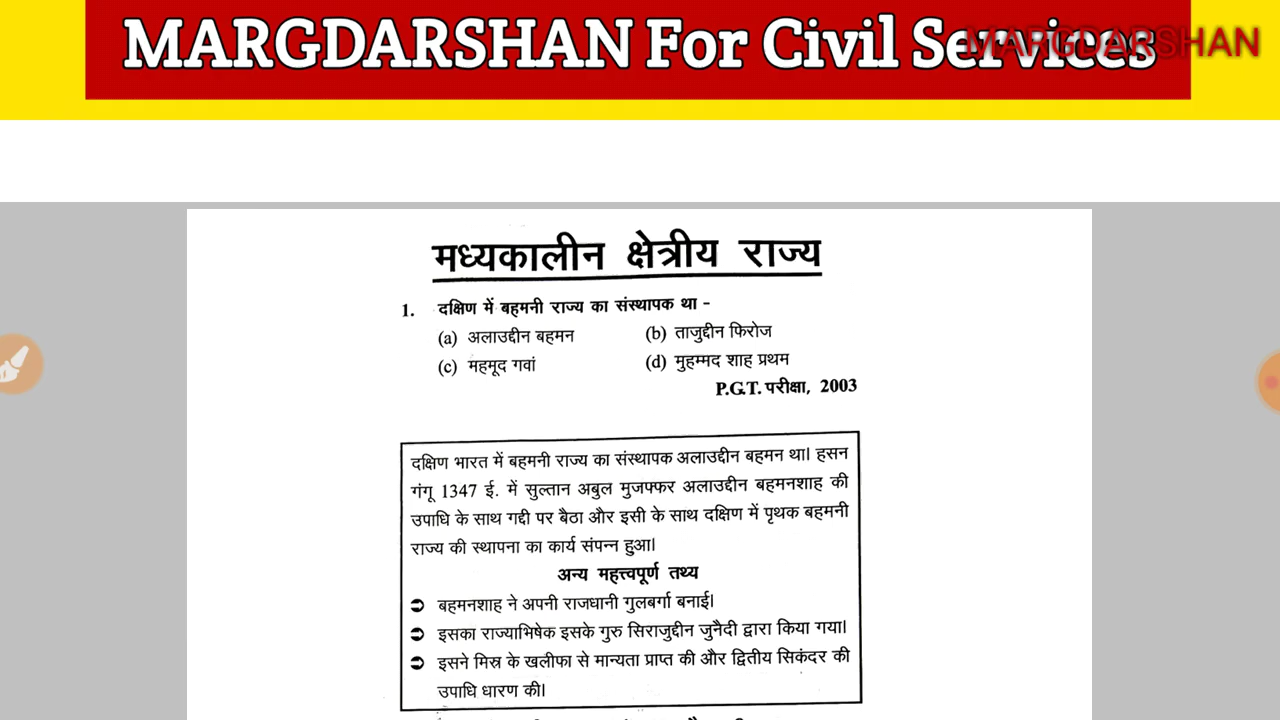 MARGDARSHAN For Civil Services
MARGDARSHAN
मध्यकालीन क्षेत्रीय राज्य
1. दक्षिण में बहमनी राज्य का संस्थापक था -
(a) अलाउद्दीन बहमन (b) ताजुद्दीन फिरोज
(c) महमूद गवां (d) मुहम्मद शाह प्रथम
P.G.T. परीक्षा, 2003
दक्षिण भारत में बहमनी राज्य का संस्थापक अलाउद्दीन बहमन था। हसन
गंगू 1347 ई. में सुल्तान अबुल मुजफ्फर अलाउद्दीन बहमनशाह की
उपाधि के साथ गद्दी पर बैठा और इसी के साथ दक्षिण में पृथक बहमनी
राज्य की स्थापना का कार्य संपन्न हुआ।
अन्य महत्त्वपूर्ण तथ्य
➲ बहमनशाह ने अपनी राजधानी गुलबर्गा बनाई।
➲ इसका राज्याभिषेक इसके गुरु सिराजुद्दीन जुनैदी द्वारा किया गया।
➲ इसने मिस्र के खलीफा से मान्यता प्राप्त की और द्वितीय सिकंदर की
उपाधि धारण की।